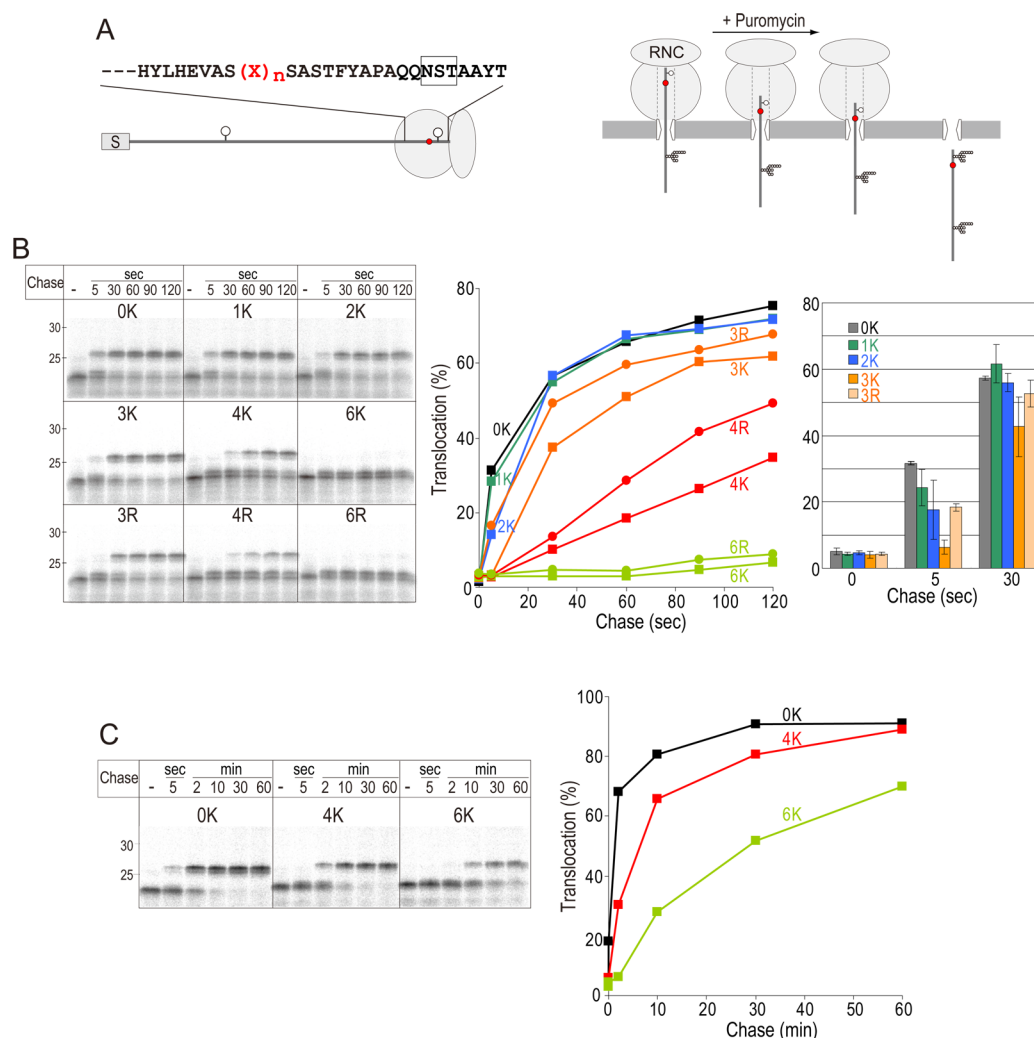 A
---HYLHEVAS(X)nSASTFYAPAQQNSTAAYT
S
+ Puromycin
RNC
B
Chase
sec sec sec
- 5 30 60 90 120 - 5 30 60 90 120 - 5 30 60 90 120
0K 1K 2K
30
25
3K 4K 6K
30
25
3R 4R 6R
30
25
Translocation (%)
80
60
40
20
0
0K
1K
2K
3R
3K
4R
4K
6R
6K
0 20 40 60 80 100 120
Chase (sec)
80
60
40
20
0
0K
1K
2K
3K
3R
0 5 30
Chase (sec)
C
Chase
sec min sec min sec min
- 5 2 10 30 60 - 5 2 10 30 60 - 5 2 10 30 60
0K 4K 6K
30
25
Translocation (%)
100
80
60
40
20
0
0K
4K
6K
0 10 20 30 40 50 60
Chase (min)